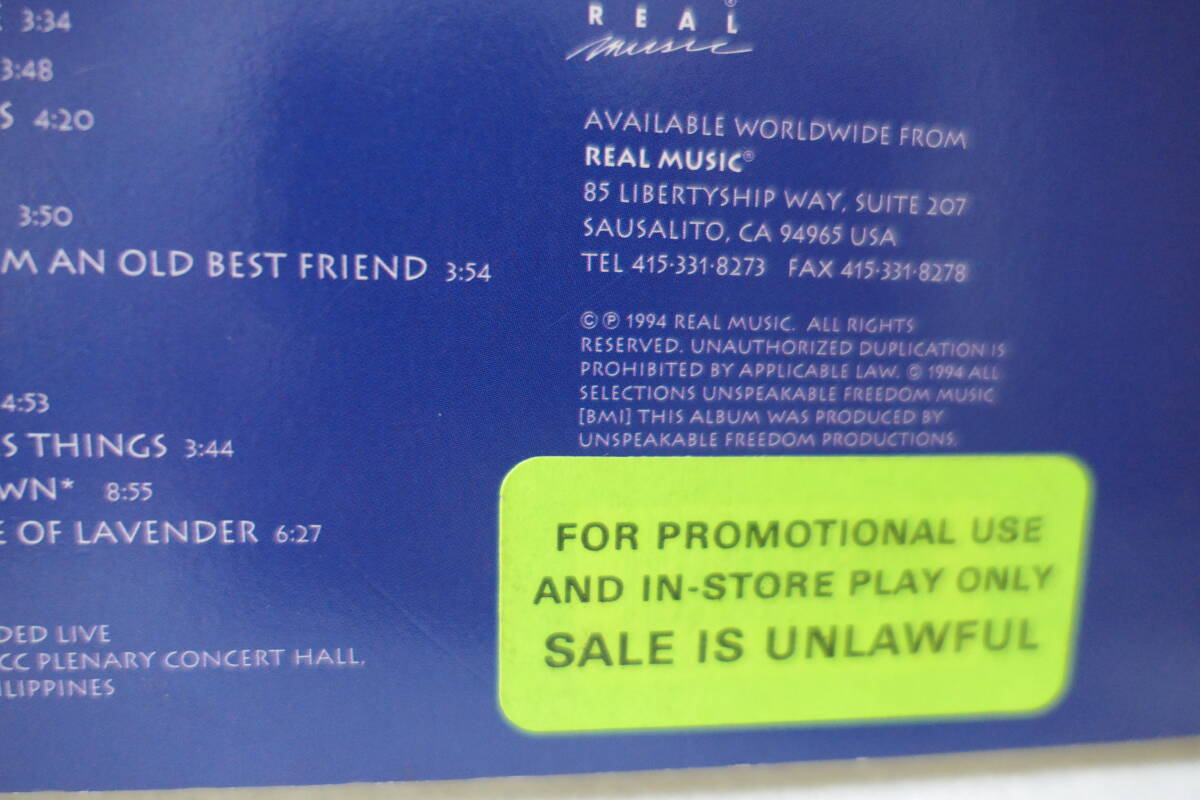 3:34
3:48
S 4:20
3:50
M AN OLD BEST FRIEND 3:54
4:53
S THINGS 3:44
WN* 8:55
E OF LAVENDER 6:27
DED LIVE
CC PLENARY CONCERT HALL,
ILIPPINES
REAL®
music
AVAILABLE WORLDWIDE FROM
REAL MUSIC®
85 LIBERTYSHIP WAY, SUITE 207
SAUSALITO, CA 94965 USA
TEL 415·331·8273 FAX 415·331·8278
© ℗ 1994 REAL MUSIC. ALL RIGHTS
RESERVED. UNAUTHORIZED DUPLICATION IS
PROHIBITED BY APPLICABLE LAW. © 1994 ALL
SELECTIONS UNSPEAKABLE FREEDOM MUSIC
[BMI] THIS ALBUM WAS PRODUCED BY
UNSPEAKABLE FREEDOM PRODUCTIONS.
FOR PROMOTIONAL USE
AND IN-STORE PLAY ONLY
SALE IS UNLAWFUL